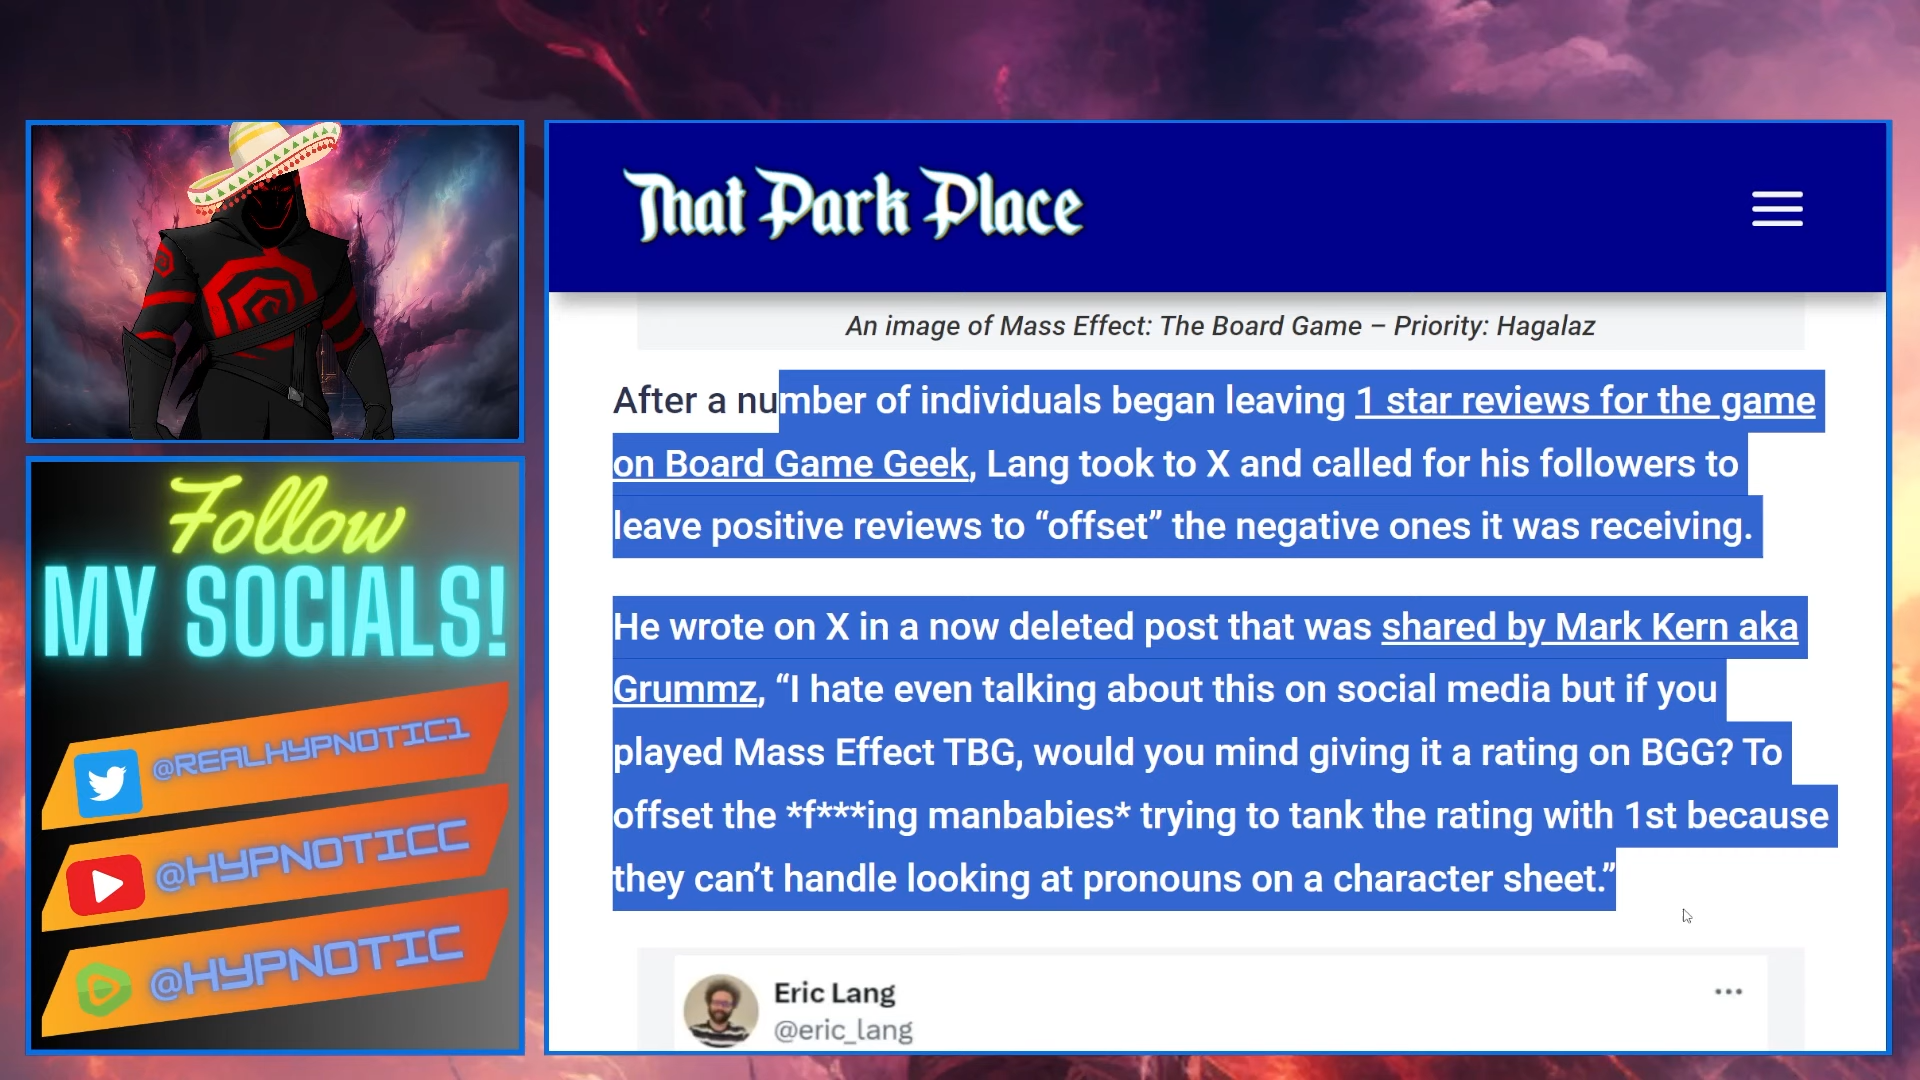 That Park Place
An image of Mass Effect: The Board Game – Priority: Hagalaz
After a number of individuals began leaving 1 star reviews for the game
on Board Game Geek, Lang took to X and called for his followers to
leave positive reviews to “offset” the negative ones it was receiving.
He wrote on X in a now deleted post that was shared by Mark Kern aka
Grummz, “I hate even talking about this on social media but if you
played Mass Effect TBG, would you mind giving it a rating on BGG? To
offset the *f***ing manbabies* trying to tank the rating with 1st because
they can’t handle looking at pronouns on a character sheet.”
Eric Lang
@eric_lang
Follow
MY SOCIALS!
@REALHYPNOTIC1
@HYPNOTICC
@HYPNOTIC